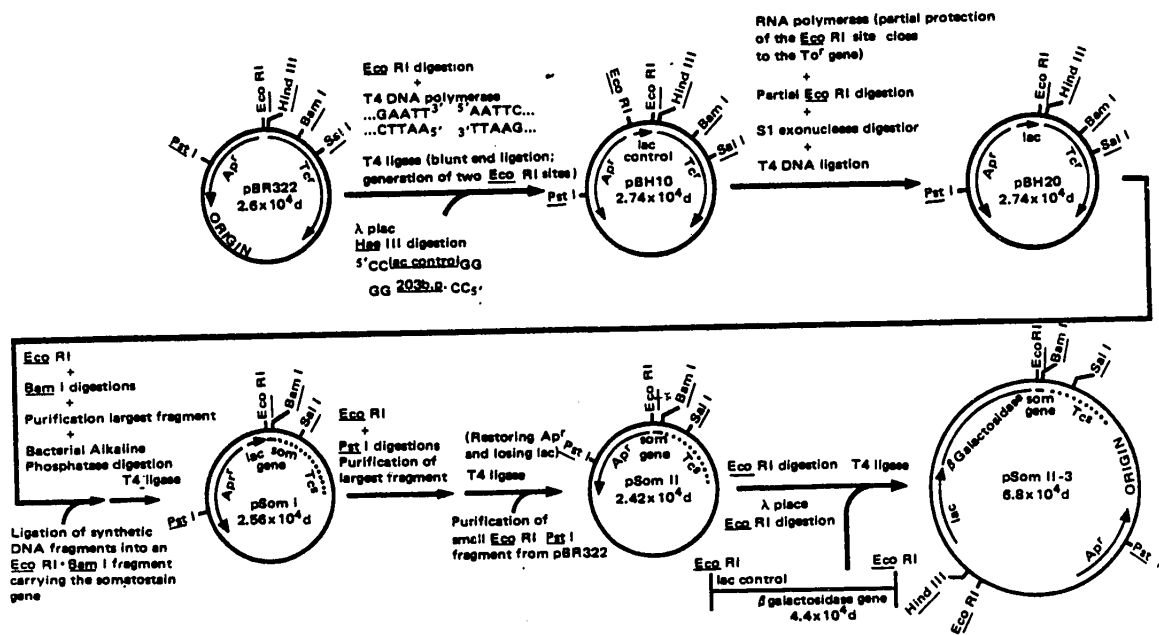 Eco RI
Hind III
Bam I
Ssl I
Pst I
Apr
Tcr
pBR322
2.6x10⁴d
ORIGIN
Eco RI digestion
+
T4 DNA polymerase
...GAATT3' 5'AATTC...
...CTTAA5' 3'TTAAG...
T4 ligase (blunt end ligation;
generation of two Eco RI sites)
λ plac
Hae III digestion
5'CC(lac control)GG
GG 203b.p. CC5'
Eco RI
Eco RI
Hind III
Bam I
Sal I
Pst I
lac
control
Apr
Tcr
pBH10
2.74x10⁴d
RNA polymerase (partial protection
of the Eco RI site close
to the Tcr gene)
+
Partial Eco RI digestion
+
S1 exonuclease digestior
+
T4 DNA ligation
Eco RI
Hind III
Bam I
Sal I
Pst I
lac
Apr
Tcr
pBH20
2.74x10⁴d
Eco RI
+
Bam I digestions
+
Purification largest fragment
+
Bacterial Alkaline
Phosphatase digestion
T4 ligase
Ligation of synthetic
DNA fragments into an
Eco RI-Bam I fragment
carrying the somatostain
gene
Eco RI
Bam I
Sal I
Pst I
lac som
gene
Apr
Tcs
pSom I
2.56x10⁴d
Eco RI
+
Pst I digestions
Purification of
largest fragment
(Restoring Apr
and losing lac)
T4 ligase
Purification of
small Eco RI Pst I
fragment from pBR322
Eco RI
Bam I
Sal I
Pst I
Apr
som
gene
Tcs
pSom II
2.42x10⁴d
Eco RI digestion
T4 ligase
λ place
Eco RI digestion
Eco RI
Eco RI
lac control
β galactosidase gene
4.4x10⁴d
Eco RI
Bam I
Sal I
som
gene
Tcs
β Galactosidase
lac
ORIGIN
pSom II-3
6.8x10⁴d
Apr
Pst
Hind III
Eco RI